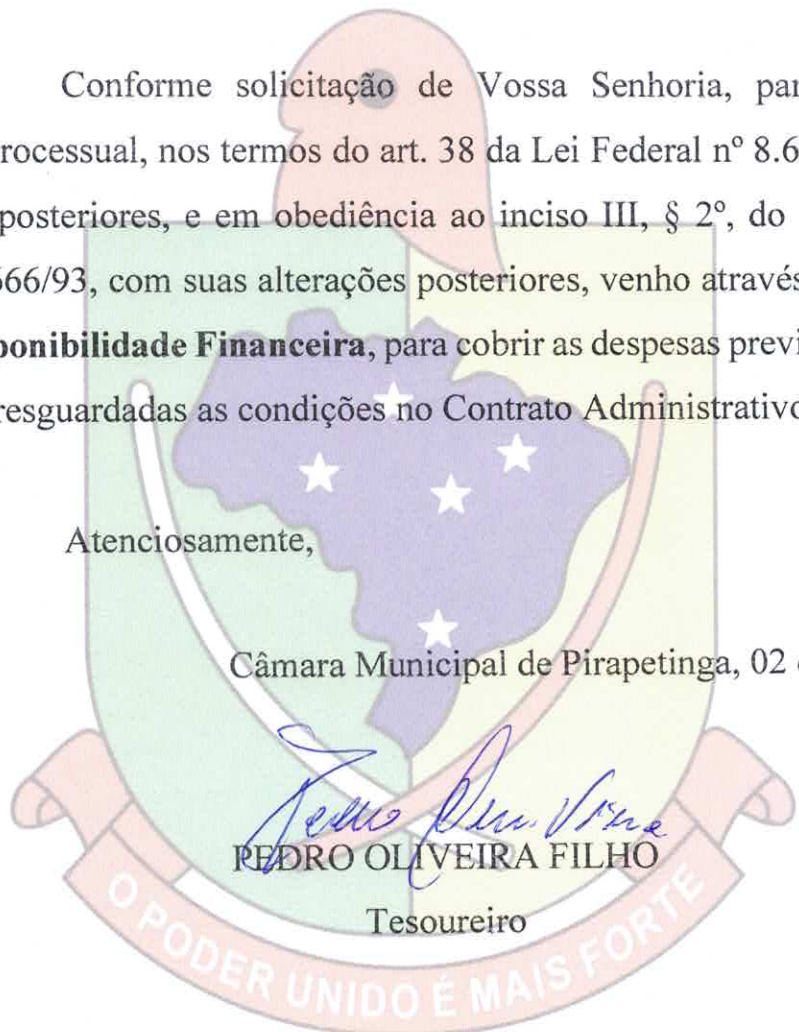 Conforme solicitação de Vossa Senhoria, par
rocessual, nos termos do art. 38 da Lei Federal nº 8.6
posteriores, e em obediência ao inciso III, § 2º, do
666/93, com suas alterações posteriores, venho através
ponibilidade Financeira, para cobrir as despesas previ
resguardadas as condições no Contrato Administrativo
Atenciosamente,
Câmara Municipal de Pirapetinga, 02
PEDRO OLIVEIRA FILHO
Tesoureiro
O PODER UNIDO É MAIS FORTE